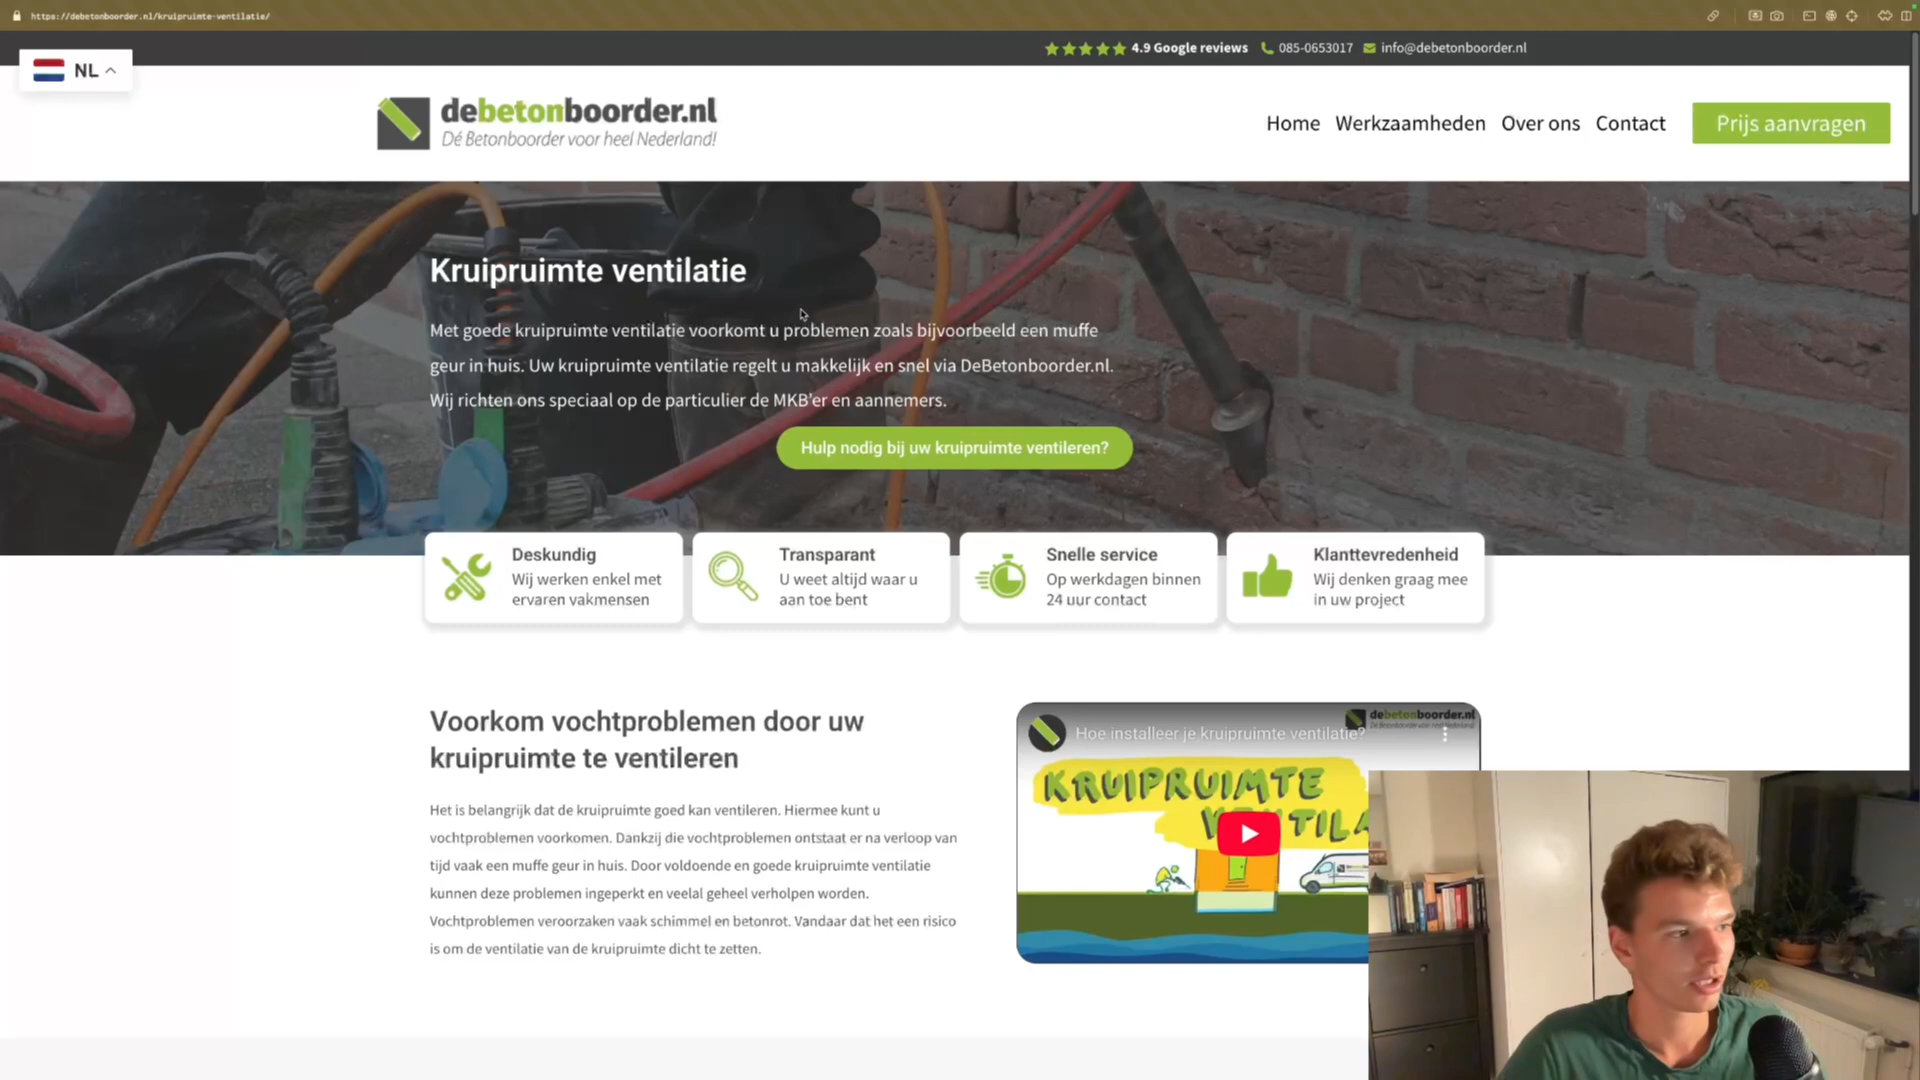 https://debetonboorder.nl/kruipruimte-ventilatie/
4.9 Google reviews
085-0653017
info@debetonboorder.nl
NL
debetonboorder.nl
Dé Betonboorder voor heel Nederland!
Home
Werkzaamheden
Over ons
Contact
Prijs aanvragen
Kruipruimte ventilatie
Met goede kruipruimte ventilatie voorkomt u problemen zoals bijvoorbeeld een muffe
geur in huis. Uw kruipruimte ventilatie regelt u makkelijk en snel via DeBetonboorder.nl.
Wij richten ons speciaal op de particulier de MKB'er en aannemers.
Hulp nodig bij uw kruipruimte ventileren?
Deskundig
Wij werken enkel met
ervaren vakmensen
Transparant
U weet altijd waar u
aan toe bent
Snelle service
Op werkdagen binnen
24 uur contact
Klanttevredenheid
Wij denken graag mee
in uw project
Voorkom vochtproblemen door uw
kruipruimte te ventileren
Het is belangrijk dat de kruipruimte goed kan ventileren. Hiermee kunt u
vochtproblemen voorkomen. Dankzij die vochtproblemen ontstaat er na verloop van
tijd vaak een muffe geur in huis. Door voldoende en goede kruipruimte ventilatie
kunnen deze problemen ingeperkt en veelal geheel verholpen worden.
Vochtproblemen veroorzaken vaak schimmel en betonrot. Vandaar dat het een risico
is om de ventilatie van de kruipruimte dicht te zetten.
debetonboorder.nl
Hoe installeer je kruipruimte ventilatie?
KRUIPRUIMTE